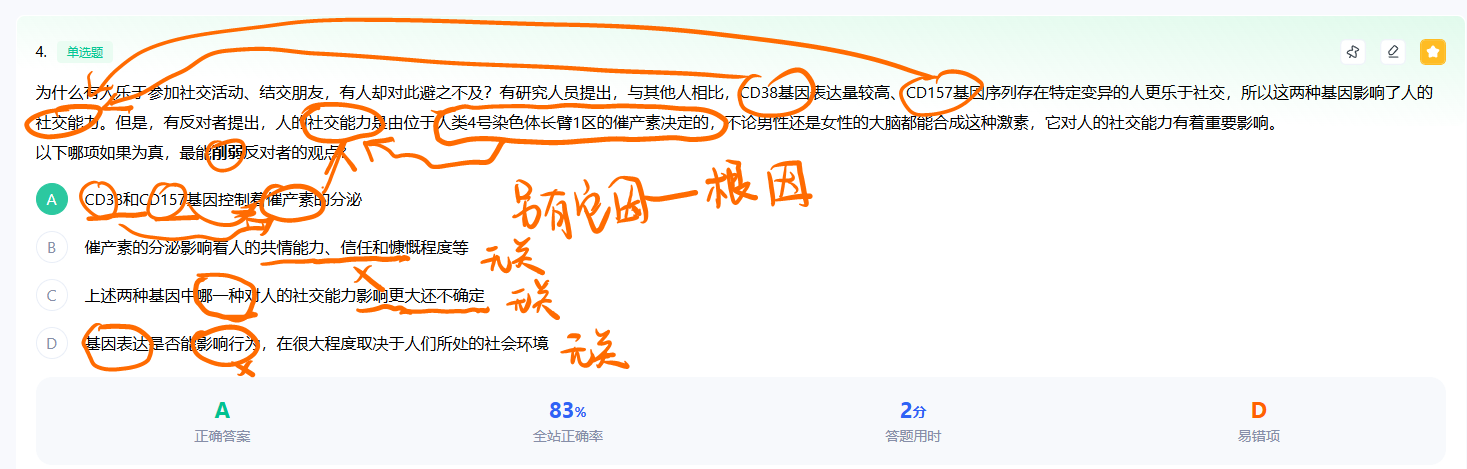 4. 单选题
为什么有人乐于参加社交活动、结交朋友，有人却对此避之不及？有研究人员提出，与其他人相比，CD38基因表达量较高、CD157基因序列存在特定变异的人更乐于社交，所以这两种基因影响了人的
社交能力。但是，有反对者提出，人的社交能力是由位于人类4号染色体长臂1区的催产素决定的，不论男性还是女性的大脑都能合成这种激素，它对人的社交能力有着重要影响。
以下哪项如果为真，最能削弱反对者的观点？
另有它因—根因
A CD38和CD157基因控制着催产素的分泌
B 催产素的分泌影响着人的共情能力、信任和慷慨程度等 无关
C 上述两种基因中哪一种对人的社交能力影响更大还不确定 无关
D 基因表达是否能影响行为，在很大程度取决于人们所处的社会环境 无关
A 83% 2分 D
正确答案 全站正确率 答题用时 易错项